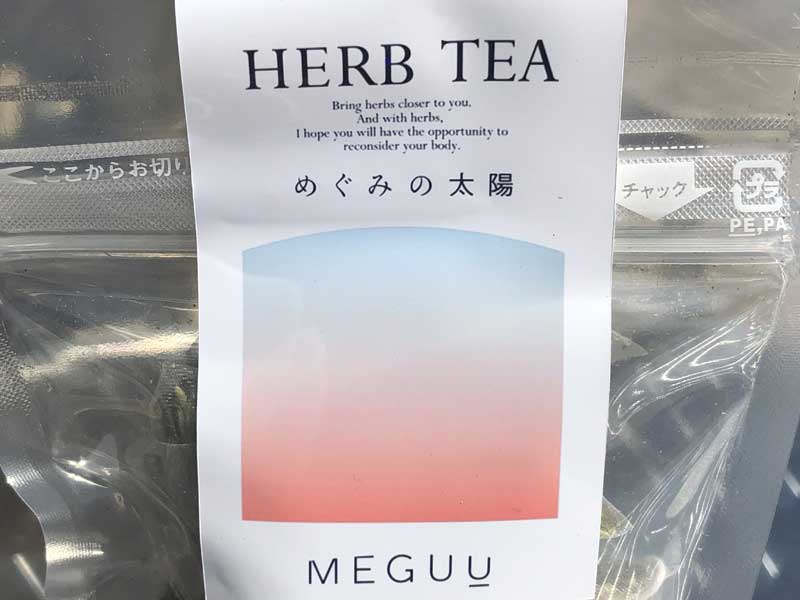 HERB TEA
Bring herbs closer to you.
And with herbs,
I hope you will have the opportunity to
reconsider your body.
めぐみの太陽
ここからお切り
チャック
プラ
PE,PA
MEGUU